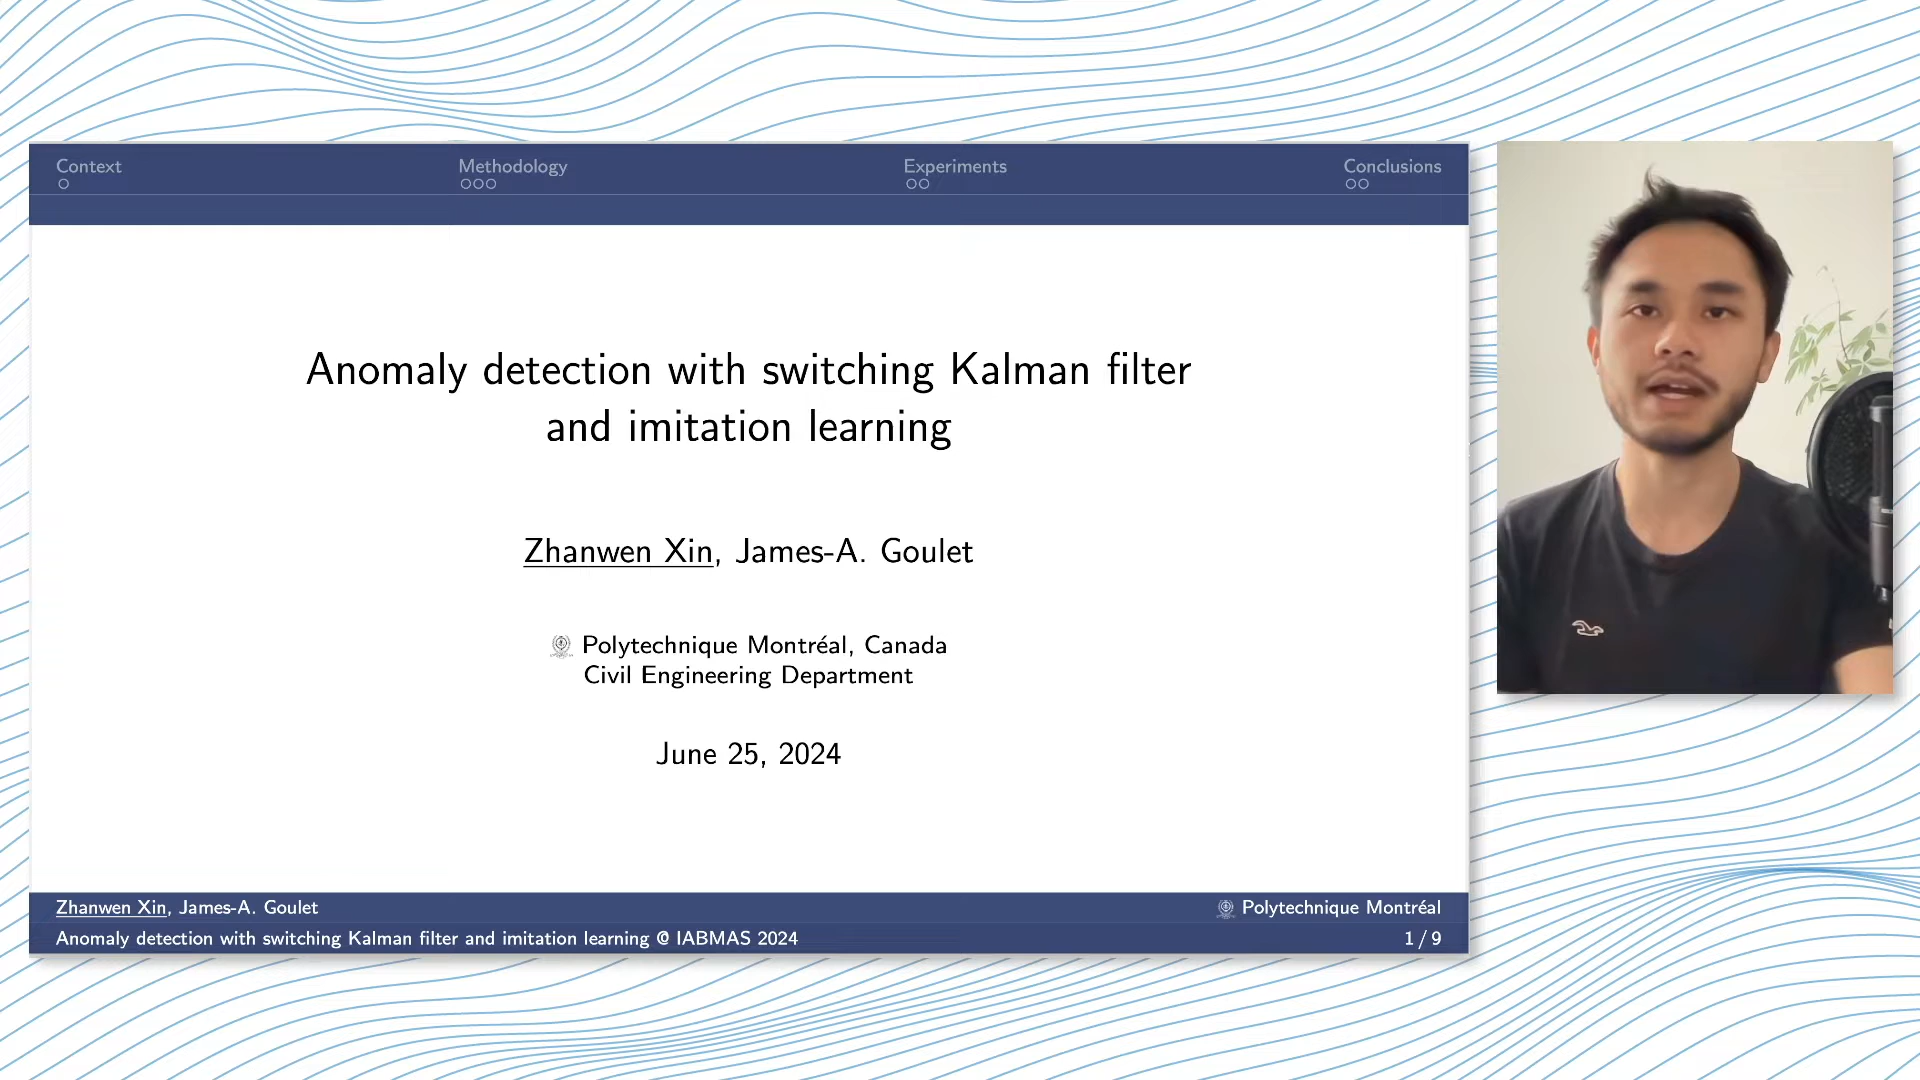 Context
Methodology
Experiments
Conclusions
Anomaly detection with switching Kalman filter
and imitation learning
Zhanwen Xin, James-A. Goulet
Polytechnique Montréal, Canada
Civil Engineering Department
June 25, 2024
Zhanwen Xin, James-A. Goulet
Polytechnique Montréal
Anomaly detection with switching Kalman filter and imitation learning @ IABMAS 2024
1 / 9